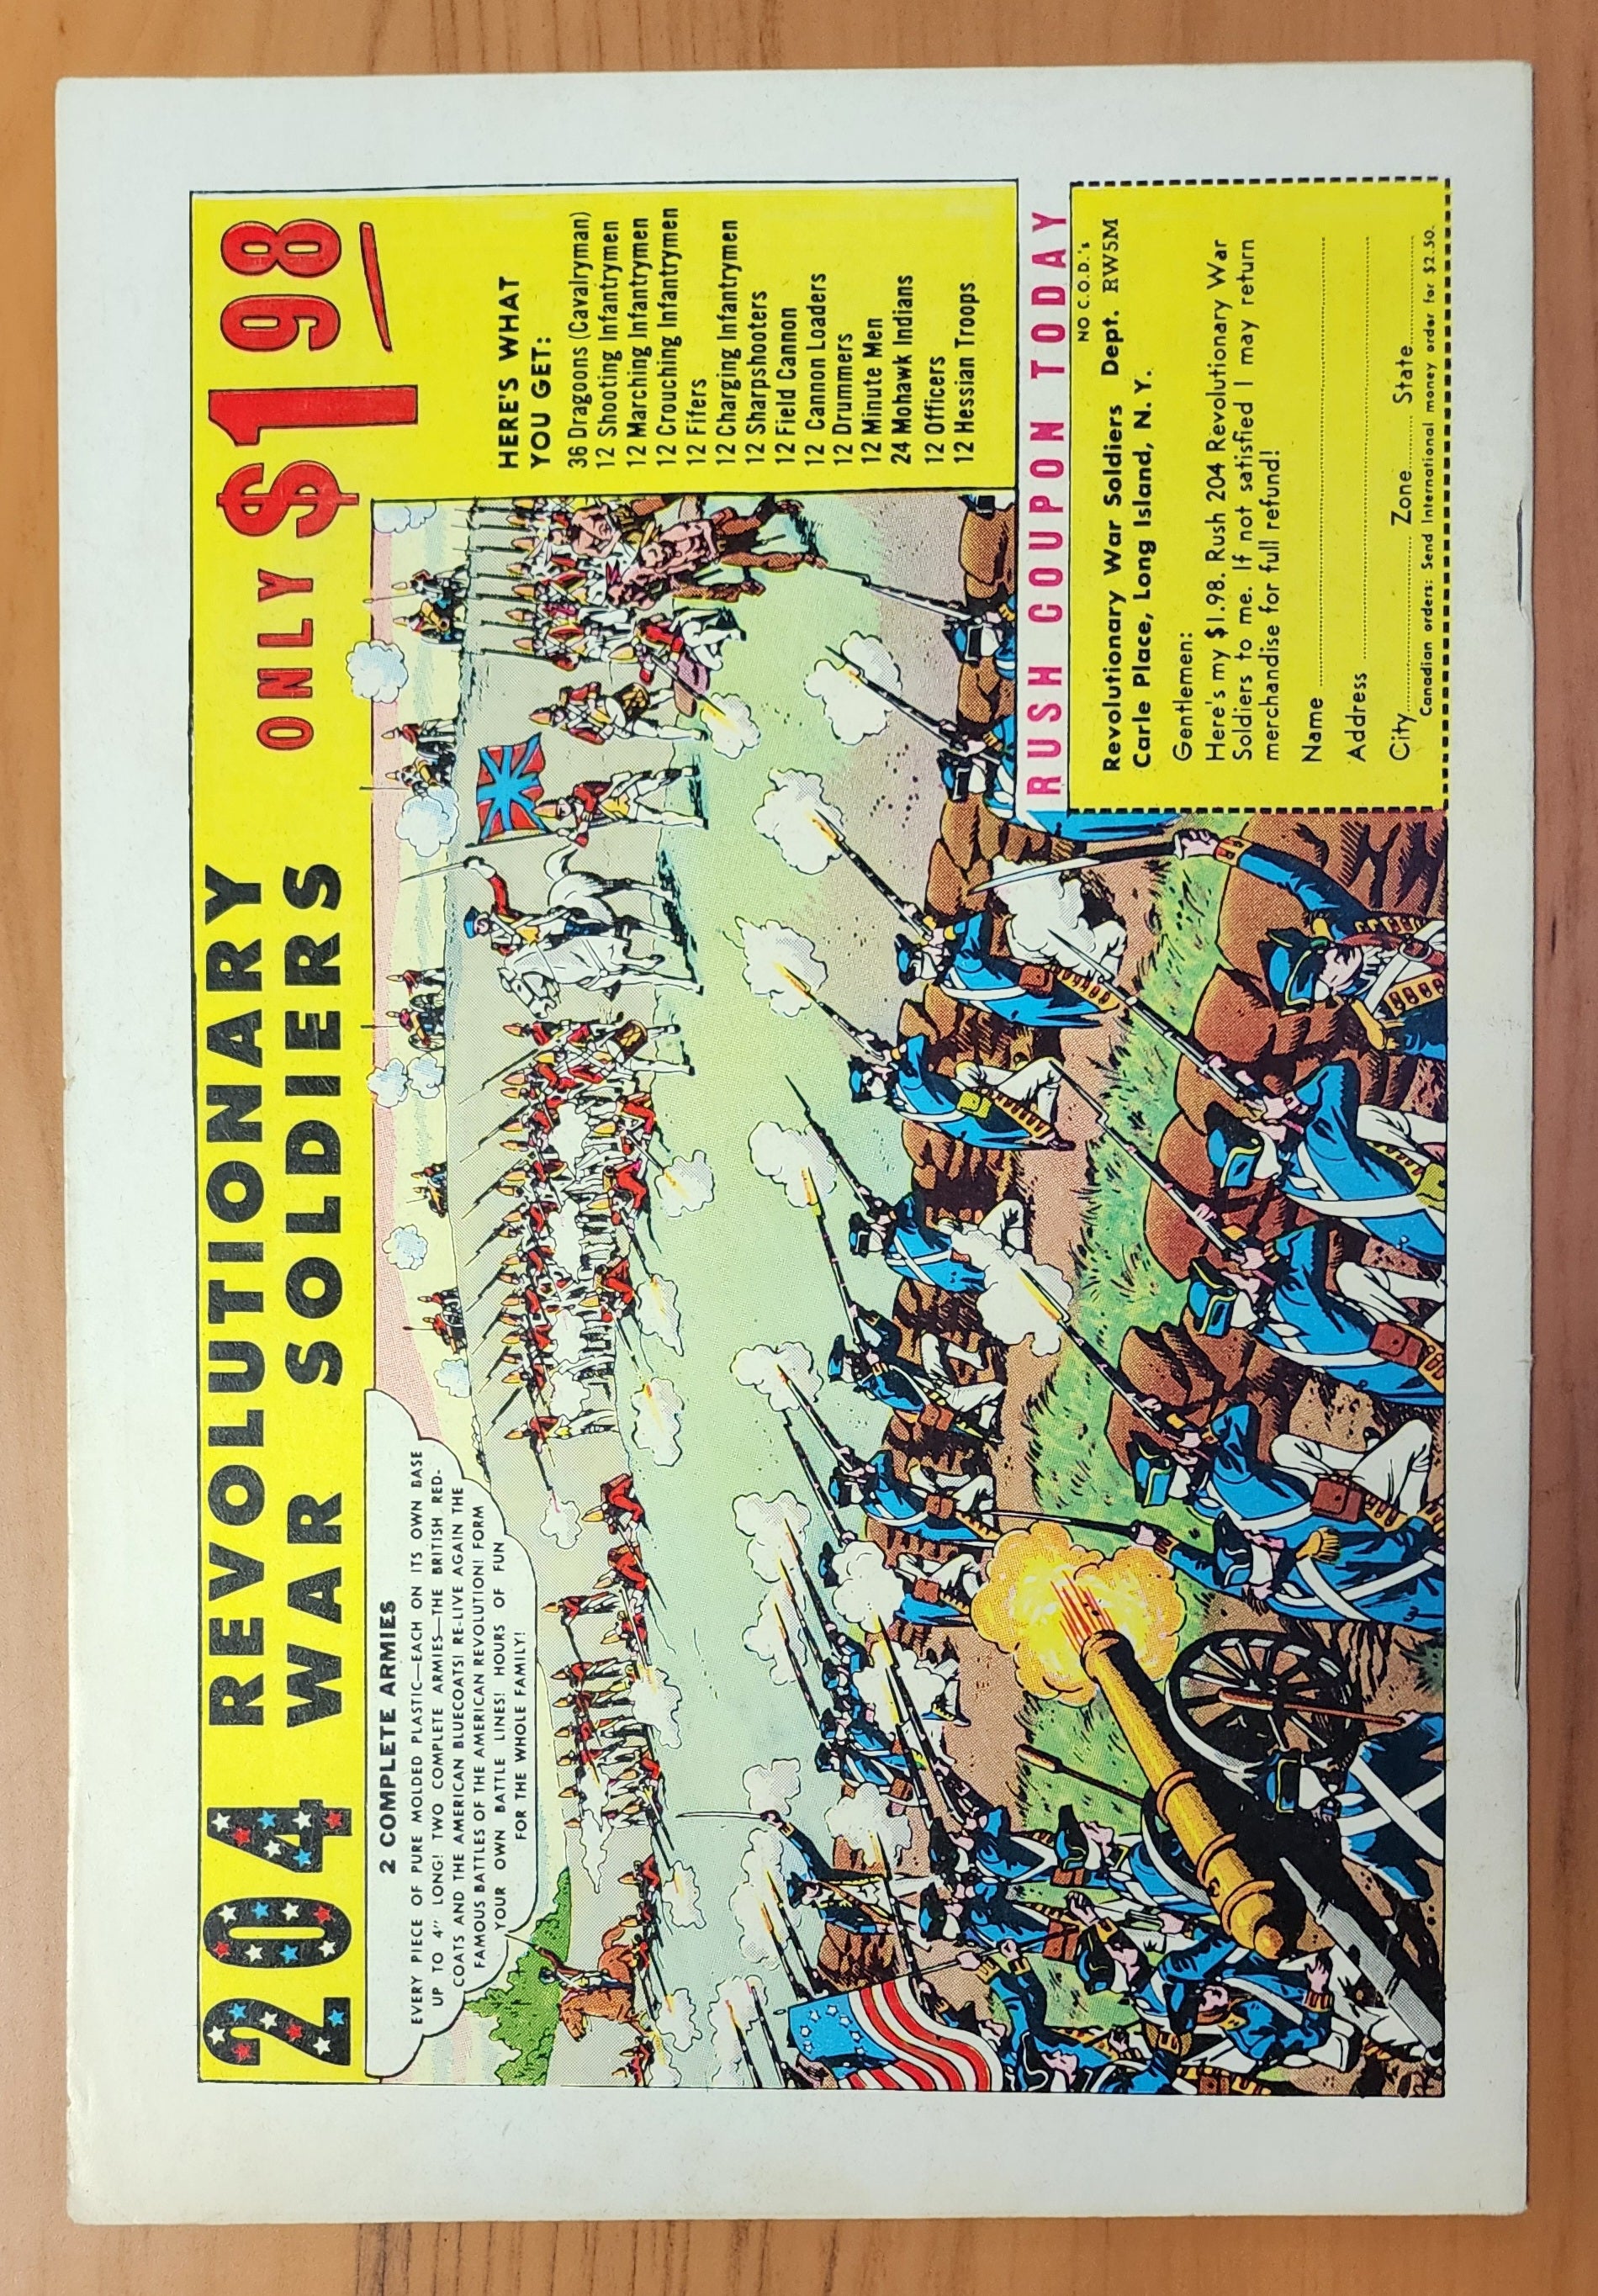 204 REVOLUTIONARY
WAR SOLDIERS ONLY $1 98
2 COMPLETE ARMIES
EVERY PIECE OF PURE MOLDED PLASTIC—EACH ON ITS OWN BASE
UP TO 4" LONG! TWO COMPLETE ARMIES—THE BRITISH RED-
COATS AND THE AMERICAN BLUECOATS! RE-LIVE AGAIN THE
FAMOUS BATTLES OF THE AMERICAN REVOLUTION! FORM
YOUR OWN BATTLE LINES! HOURS OF FUN
FOR THE WHOLE FAMILY!
HERE'S WHAT
YOU GET:
36 Dragoons (Cavalryman)
12 Shooting Infantrymen
12 Marching Infantrymen
12 Crouching Infantrymen
12 Fifers
12 Charging Infantrymen
12 Sharpshooters
12 Field Cannon
12 Cannon Loaders
12 Drummers
12 Minute Men
24 Mohawk Indians
12 Officers
12 Hessian Troops
RUSH COUPON TODAY
NO C.O.D.'s
Revolutionary War Soldiers Dept. RW5M
Carle Place, Long Island, N. Y.
Gentlemen:
Here's my $1.98. Rush 204 Revolutionary War
Soldiers to me. If not satisfied I may return
merchandise for full refund!
Name
Address
City Zone State
Canadian orders: Send International money order for $2.50.